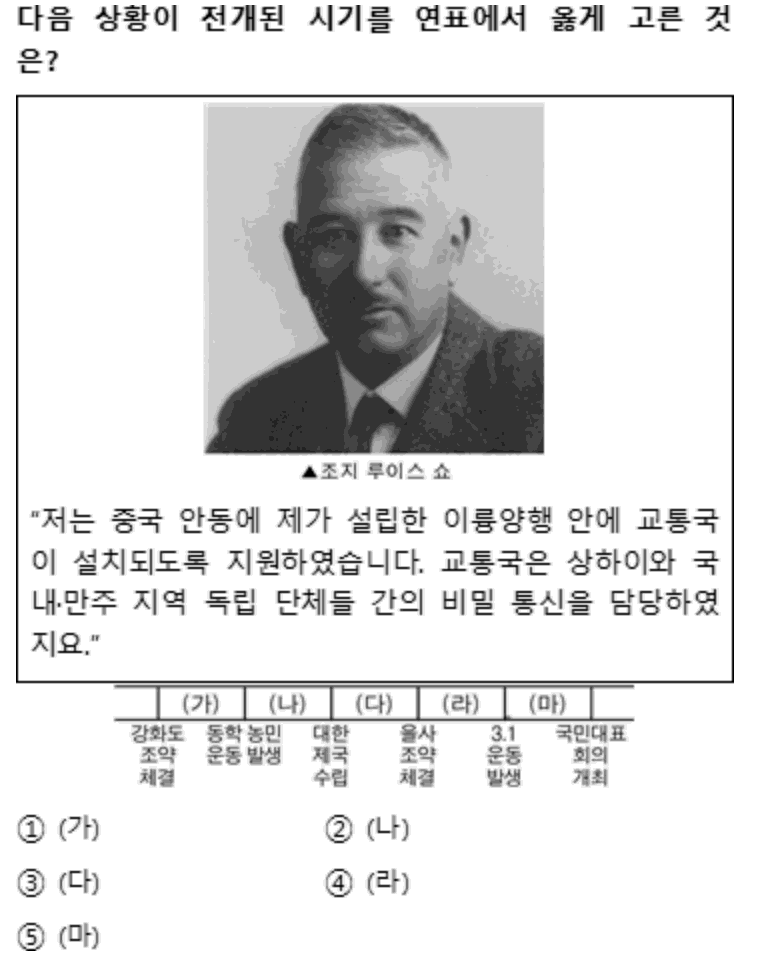 다음 상황이 전개된 시기를 연표에서 옳게 고른 것
은?
▲조지 루이스 쇼
"저는 중국 안동에 제가 설립한 이륭양행 안에 교통국
이 설치되도록 지원하였습니다. 교통국은 상하이와 국
내·만주 지역 독립 단체들 간의 비밀 통신을 담당하였
지요."
(가) (나) (다) (라) (마)
강화도 동학 농민 대한 을사 3.1 국민대표
조약 운동 발생 제국 조약 운동 회의
체결 수립 체결 발생 개최
① (가) ② (나)
③ (다) ④ (라)
⑤ (마)